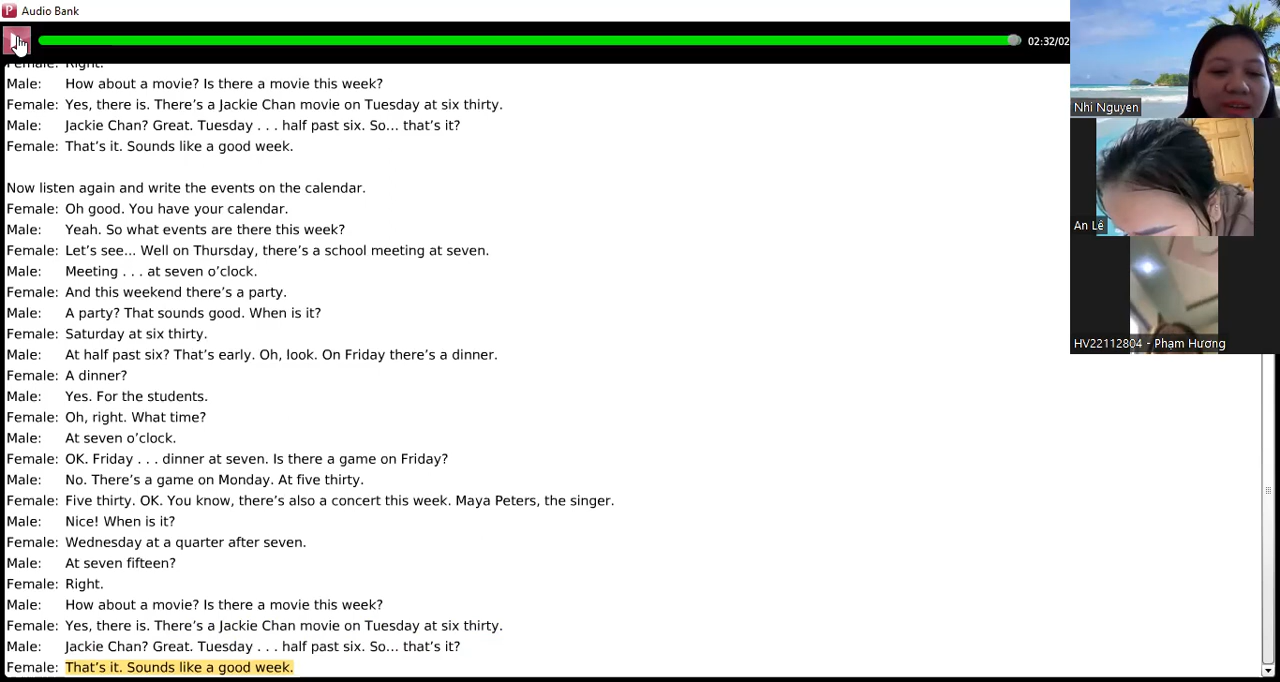 Audio Bank
02:32/02
Female: Right.
Male: How about a movie? Is there a movie this week?
Female: Yes, there is. There’s a Jackie Chan movie on Tuesday at six thirty.
Male: Jackie Chan? Great. Tuesday . . . half past six. So... that’s it?
Female: That’s it. Sounds like a good week.
Now listen again and write the events on the calendar.
Female: Oh good. You have your calendar.
Male: Yeah. So what events are there this week?
Female: Let’s see... Well on Thursday, there’s a school meeting at seven.
Male: Meeting . . . at seven o’clock.
Female: And this weekend there’s a party.
Male: A party? That sounds good. When is it?
Female: Saturday at six thirty.
Male: At half past six? That’s early. Oh, look. On Friday there’s a dinner.
Female: A dinner?
Male: Yes. For the students.
Female: Oh, right. What time?
Male: At seven o’clock.
Female: OK. Friday . . . dinner at seven. Is there a game on Friday?
Male: No. There’s a game on Monday. At five thirty.
Female: Five thirty. OK. You know, there’s also a concert this week. Maya Peters, the singer.
Male: Nice! When is it?
Female: Wednesday at a quarter after seven.
Male: At seven fifteen?
Female: Right.
Male: How about a movie? Is there a movie this week?
Female: Yes, there is. There’s a Jackie Chan movie on Tuesday at six thirty.
Male: Jackie Chan? Great. Tuesday . . . half past six. So... that’s it?
Female: That’s it. Sounds like a good week.
Nhi Nguyen
An Lê
HV22112804 - Phạm Hương